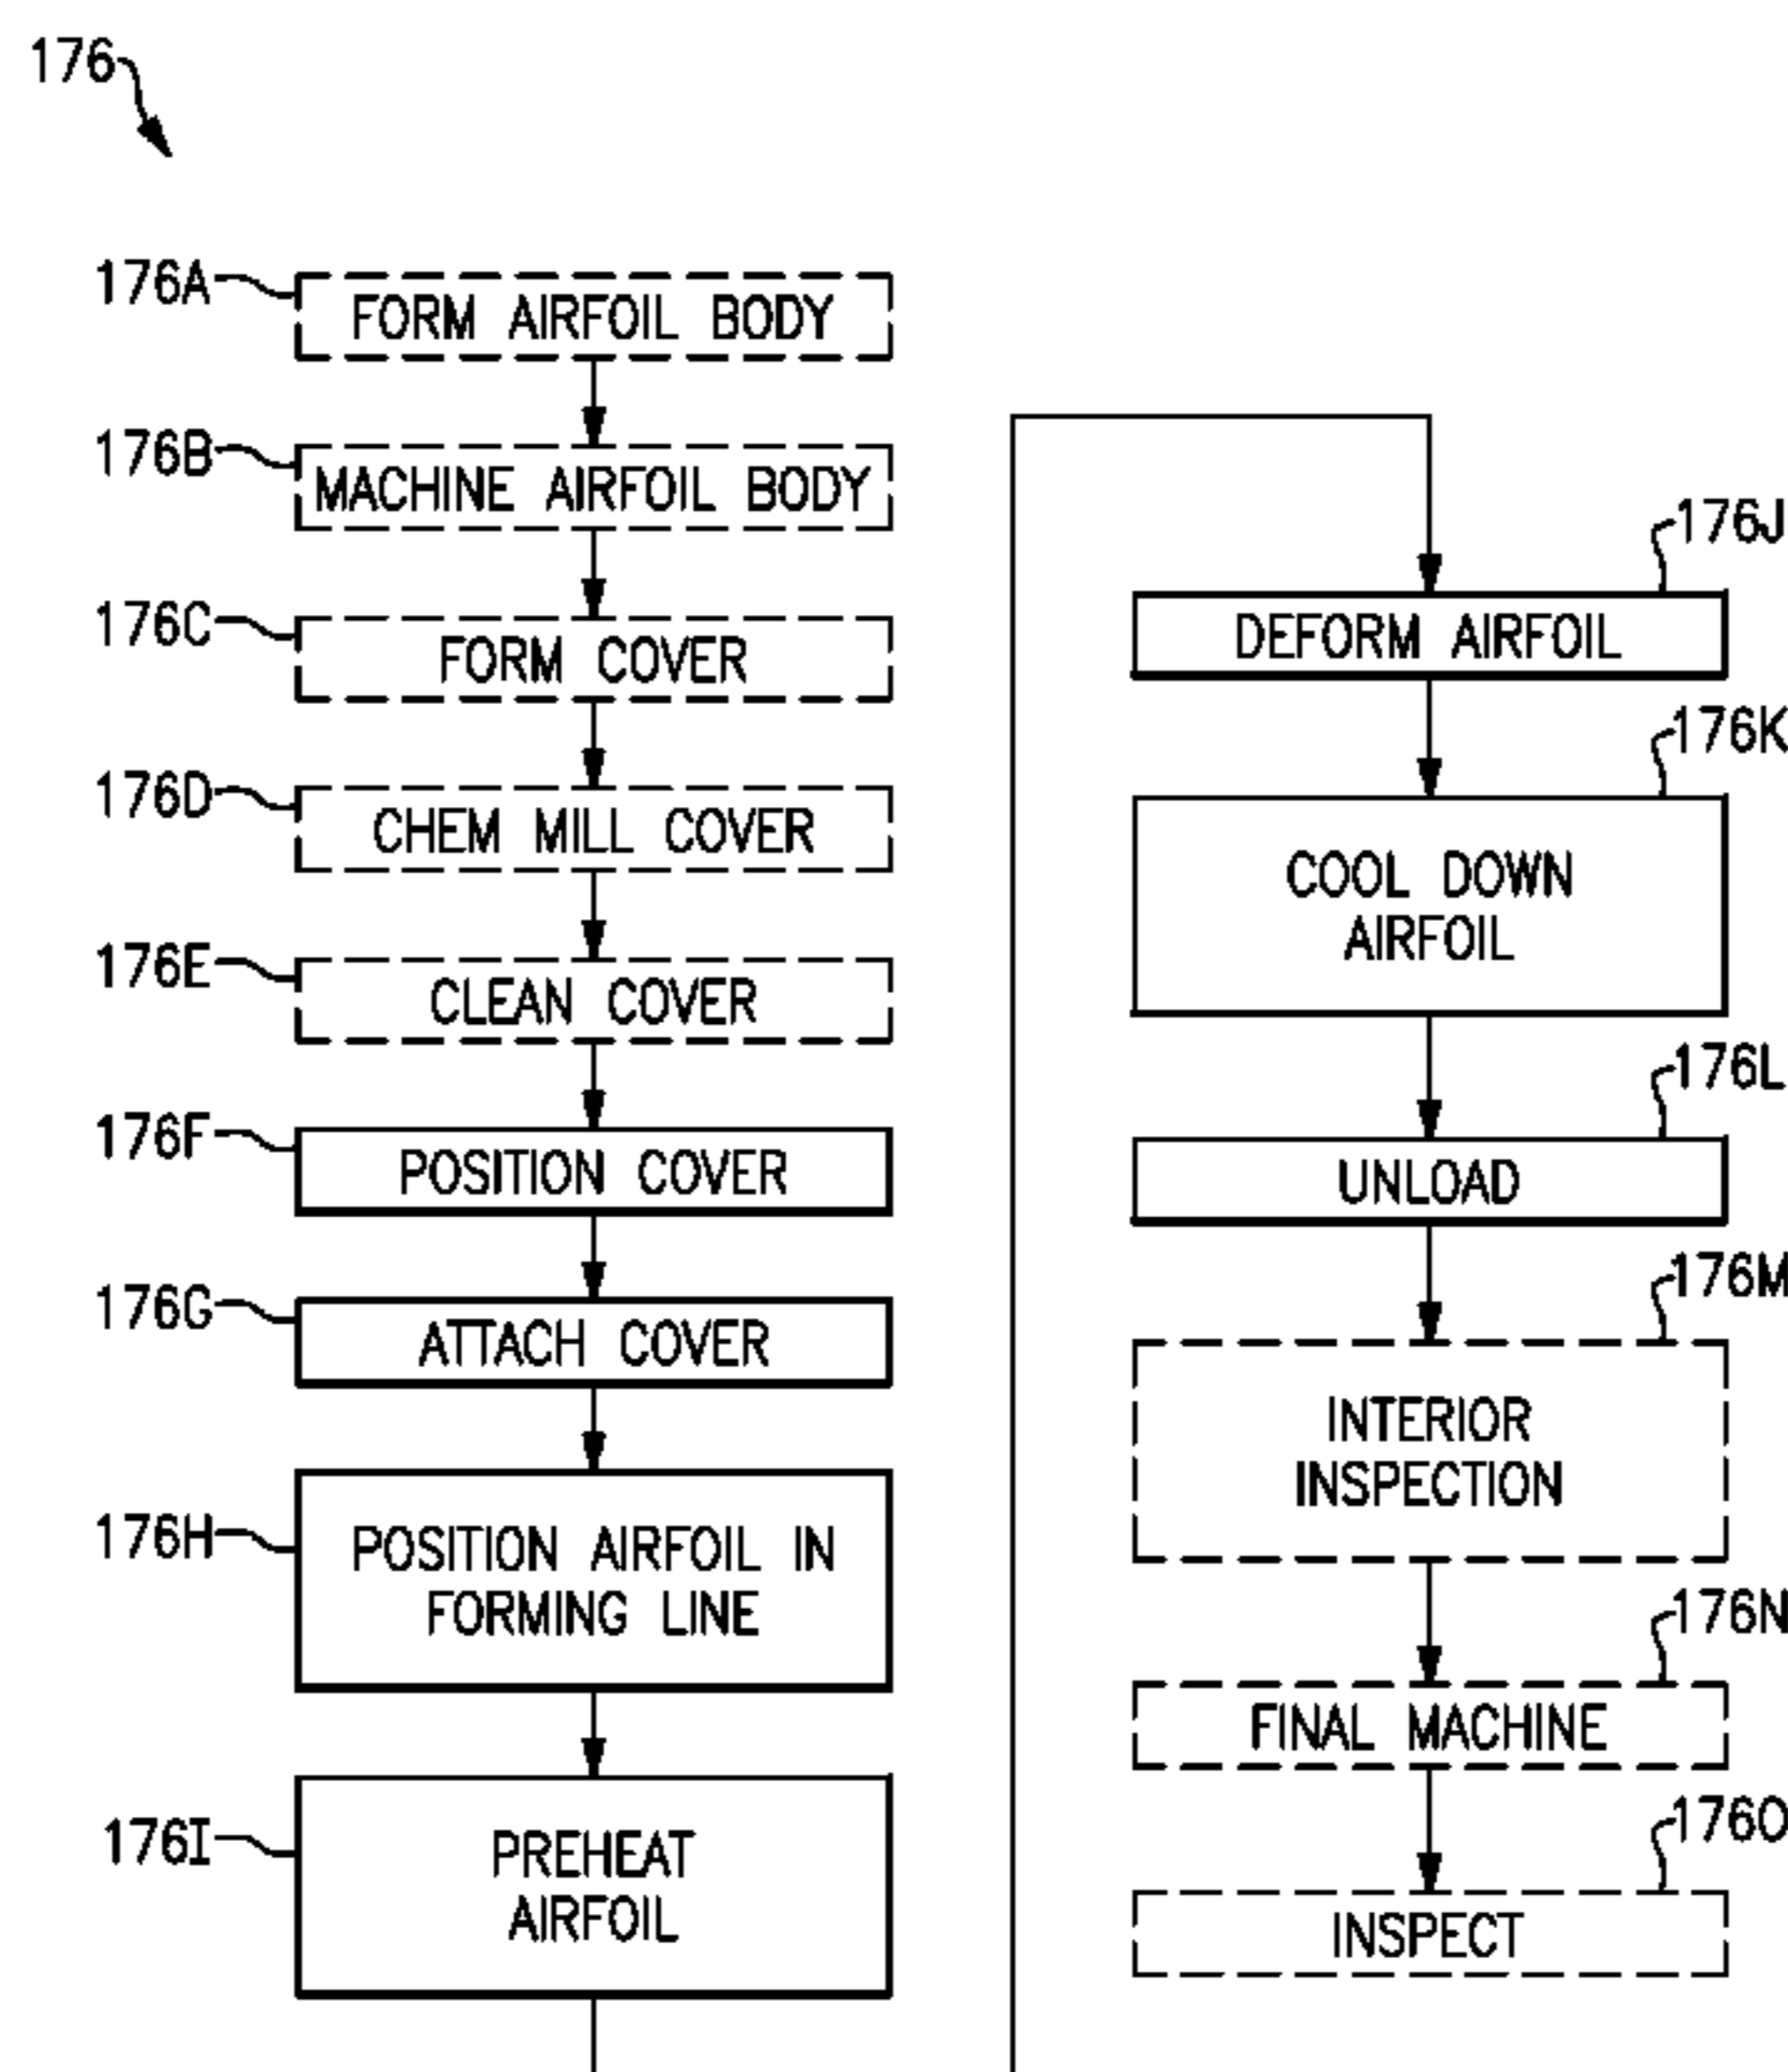 176
176A
FORM AIRFOIL BODY
176B
MACHINE AIRFOIL BODY
176C
FORM COVER
176D
CHEM MILL COVER
176E
CLEAN COVER
176F
POSITION COVER
176G
ATTACH COVER
176H
POSITION AIRFOIL IN
FORMING LINE
176I
PREHEAT
AIRFOIL
176J
DEFORM AIRFOIL
176K
COOL DOWN
AIRFOIL
176L
UNLOAD
176M
INTERIOR
INSPECTION
176N
FINAL MACHINE
176O
INSPECT